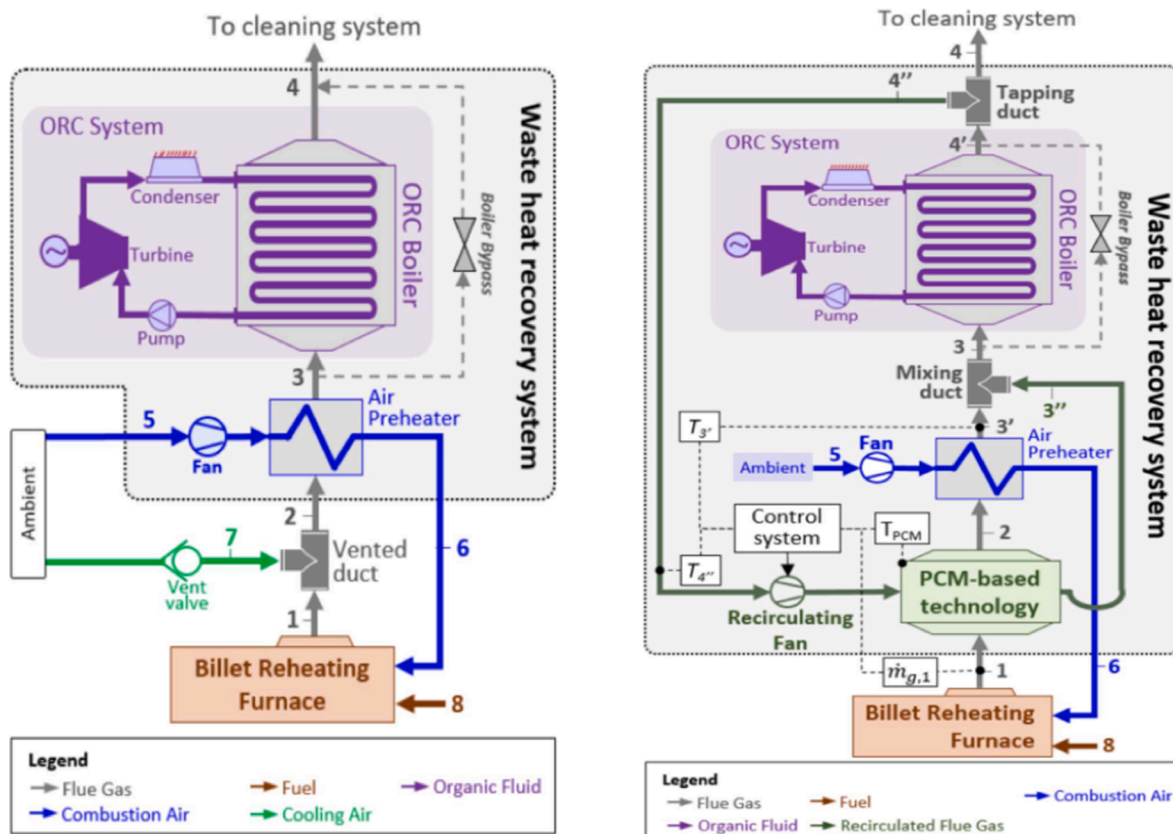 To cleaning system
4
ORC System
Condenser
Turbine
Pump
ORC Boiler
Boiler Bypass
Waste heat recovery system
3
5
Fan
Air
Preheater
Ambient
2
6
7
Vent
valve
Vented
duct
1
Billet Reheating
Furnace
8
Legend
Flue Gas
Fuel
Organic Fluid
Combustion Air
Cooling Air
To cleaning system
4
4''
Tapping
duct
ORC System
4'
Condenser
Turbine
Pump
ORC Boiler
Boiler Bypass
Waste heat recovery system
3
Mixing
duct
3''
T3'
3'
Fan
Air
Preheater
Ambient
5
Control
system
TPCM
2
T4''
PCM-based
technology
Recirculating
Fan
ṁg,1
1
6
Billet Reheating
Furnace
8
Legend
Flue Gas
Fuel
Combustion Air
Organic Fluid
Recirculated Flue Gas